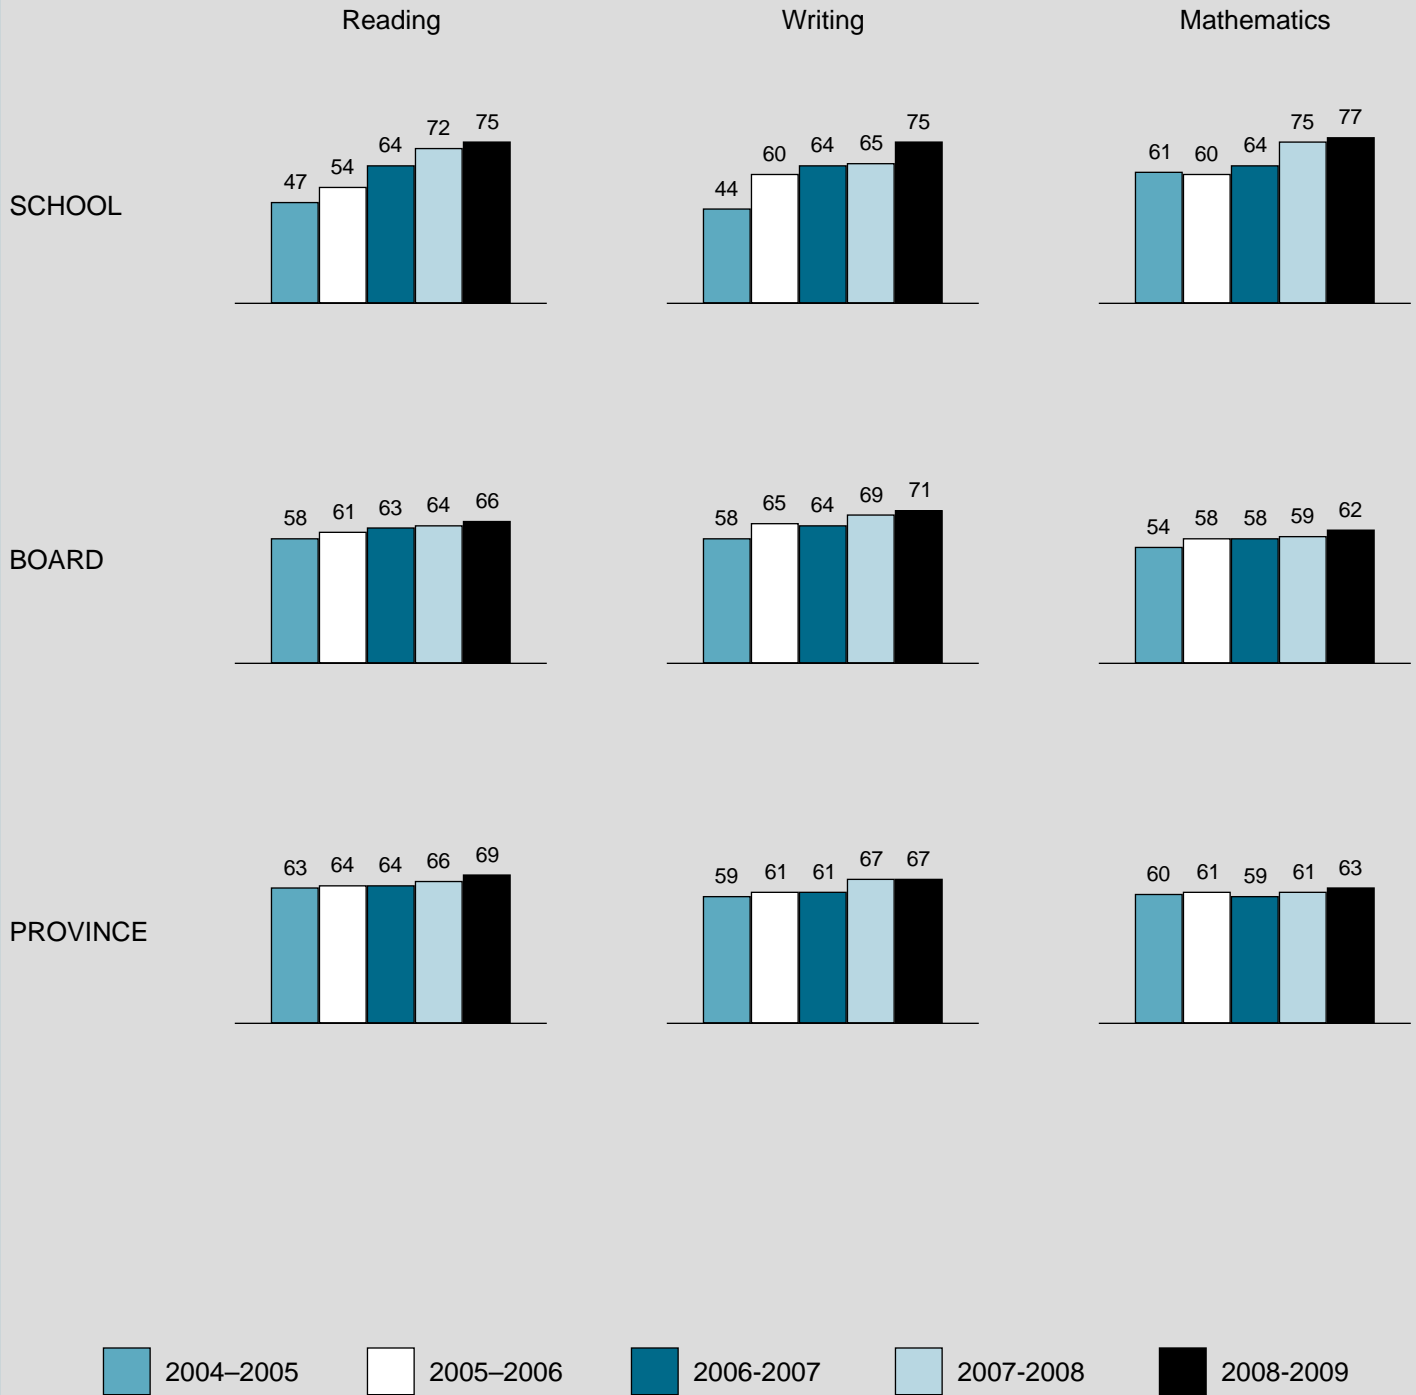 Reading Writing Mathematics
SCHOOL
47 54 64 72 75
44 60 64 65 75
61 60 64 75 77
BOARD
58 61 63 64 66
58 65 64 69 71
54 58 58 59 62
PROVINCE
63 64 64 66 69
59 61 61 67 67
60 61 59 61 63
2004–2005 2005–2006 2006-2007 2007-2008 2008-2009